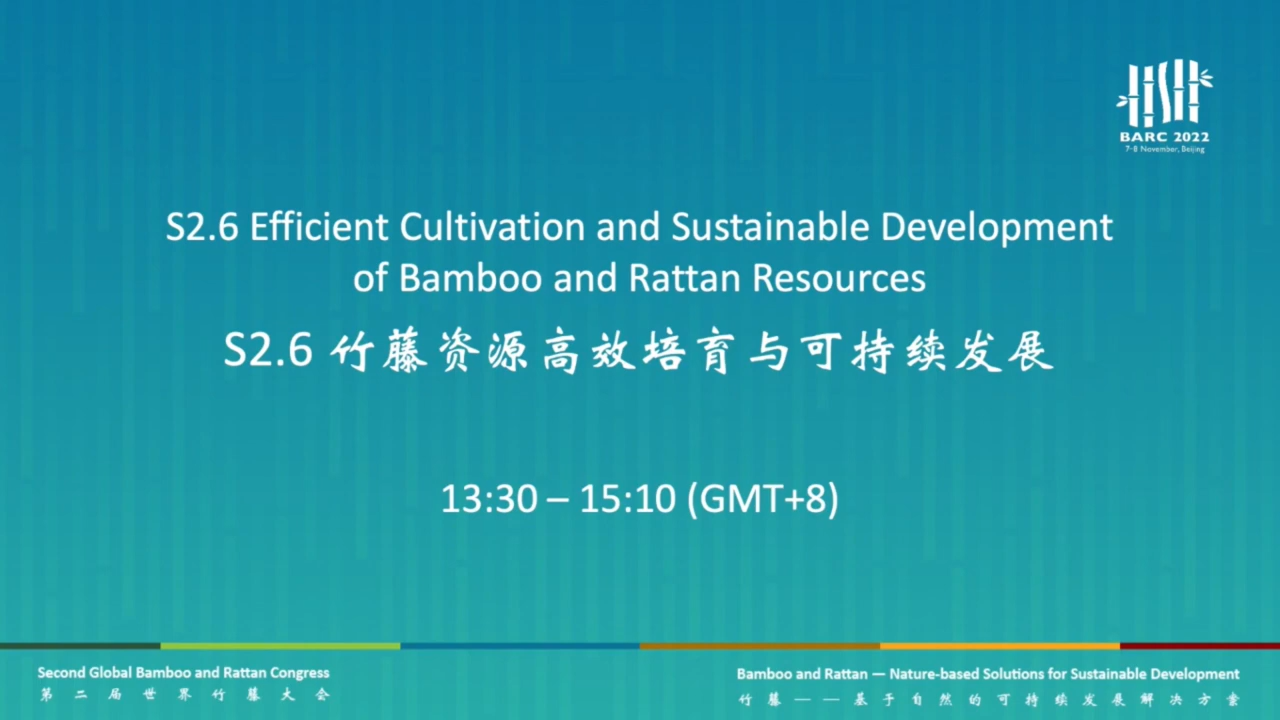 BARC 2022
7-8 November, Beijing
S2.6 Efficient Cultivation and Sustainable Development
of Bamboo and Rattan Resources
S2.6 竹藤资源高效培育与可持续发展
13:30 – 15:10 (GMT+8)
Second Global Bamboo and Rattan Congress
第二届世界竹藤大会
Bamboo and Rattan — Nature-based Solutions for Sustainable Development
竹藤——基于自然的可持续发展解决方案